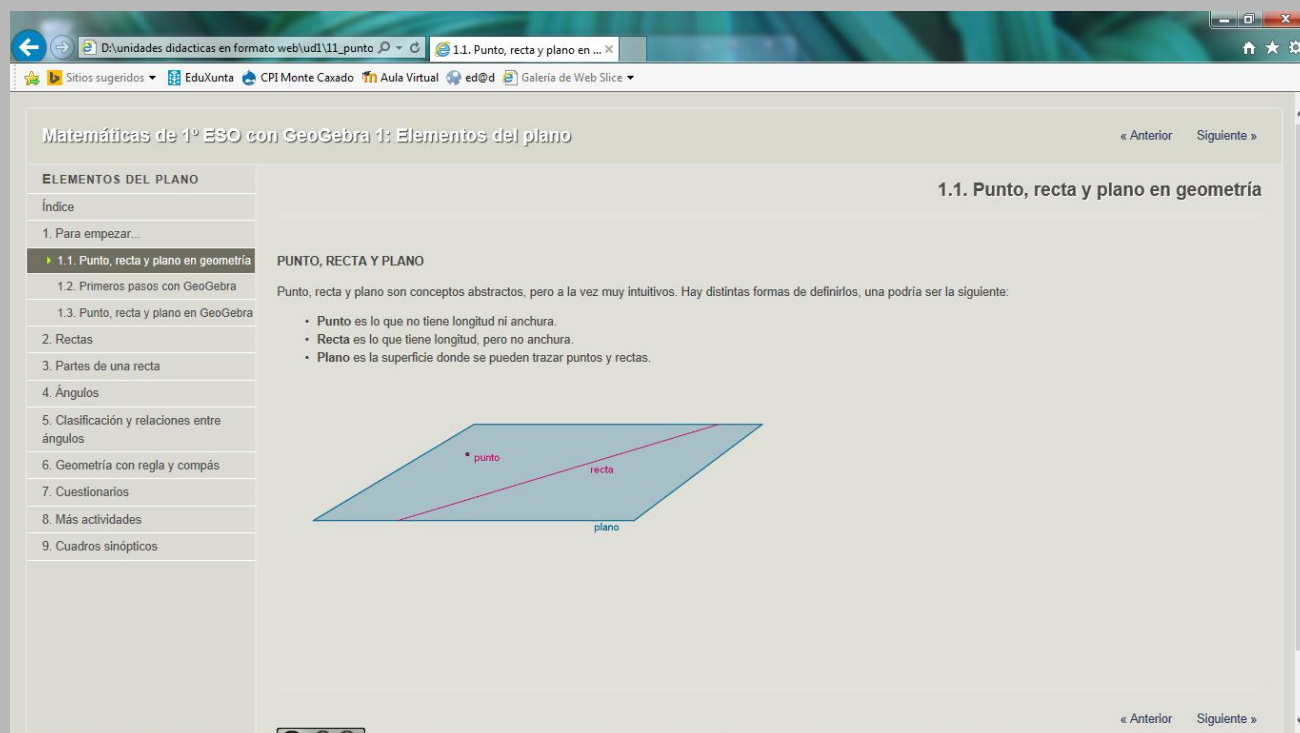 D:\unidades didacticas en formato web\ud1\11_punto
1.1. Punto, recta y plano en ...
Sitios sugeridos
EduXunta
CPI Monte Caxado
Aula Virtual
ed@d
Galería de Web Slice
Matemáticas de 1º ESO con GeoGebra 1: Elementos del plano
« Anterior Siguiente »
ELEMENTOS DEL PLANO
Índice
1. Para empezar...
1.1. Punto, recta y plano en geometría
1.2. Primeros pasos con GeoGebra
1.3. Punto, recta y plano en GeoGebra
2. Rectas
3. Partes de una recta
4. Ángulos
5. Clasificación y relaciones entre
ángulos
6. Geometría con regla y compás
7. Cuestionarios
8. Más actividades
9. Cuadros sinópticos
1.1. Punto, recta y plano en geometría
PUNTO, RECTA Y PLANO
Punto, recta y plano son conceptos abstractos, pero a la vez muy intuitivos. Hay distintas formas de definirlos, una podría ser la siguiente:
• Punto es lo que no tiene longitud ni anchura.
• Recta es lo que tiene longitud, pero no anchura.
• Plano es la superficie donde se pueden trazar puntos y rectas.
punto
recta
plano
« Anterior Siguiente »